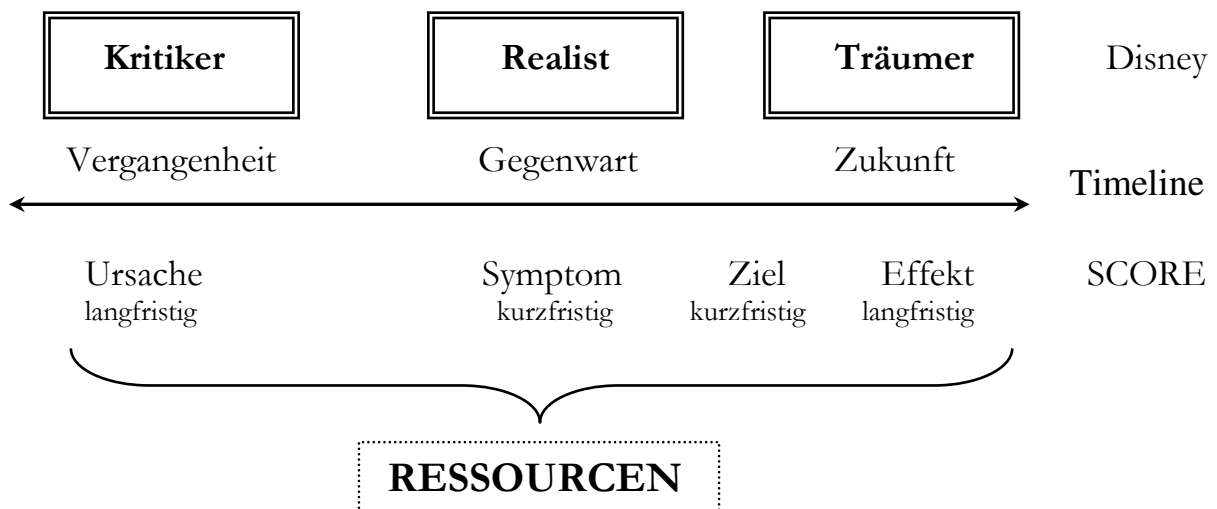 Kritiker Realist Träumer Disney
Vergangenheit Gegenwart Zukunft
Timeline
Ursache Symptom Ziel Effekt SCORE
langfristig kurzfristig kurzfristig langfristig
RESSOURCEN